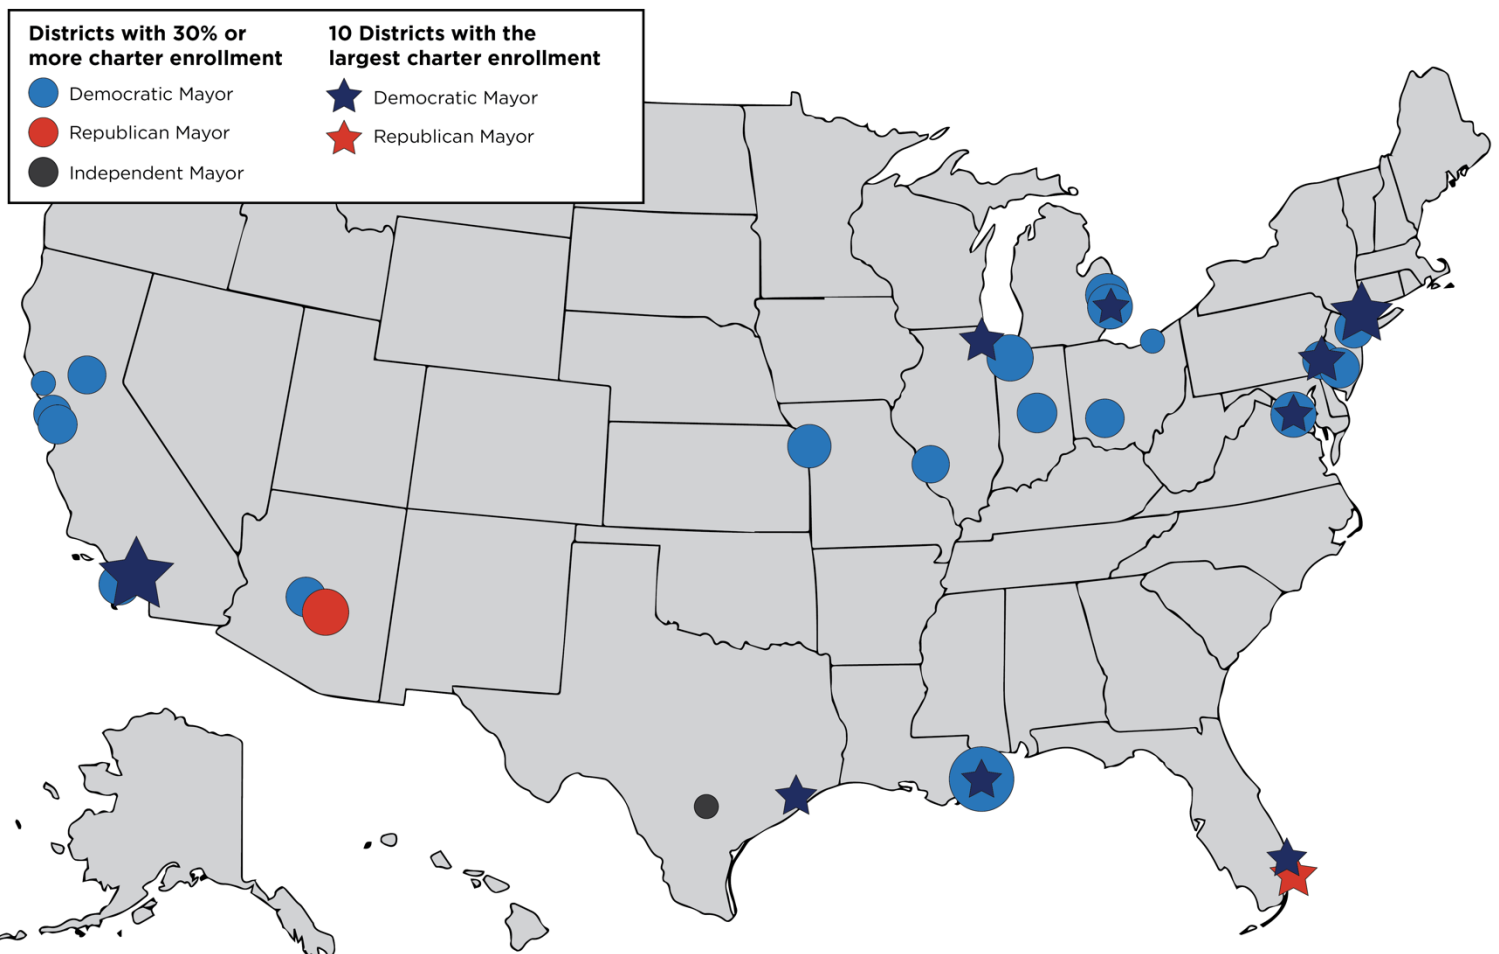 Districts with 30% or
more charter enrollment
Democratic Mayor
Republican Mayor
Independent Mayor
10 Districts with the
largest charter enrollment
Democratic Mayor
Republican Mayor